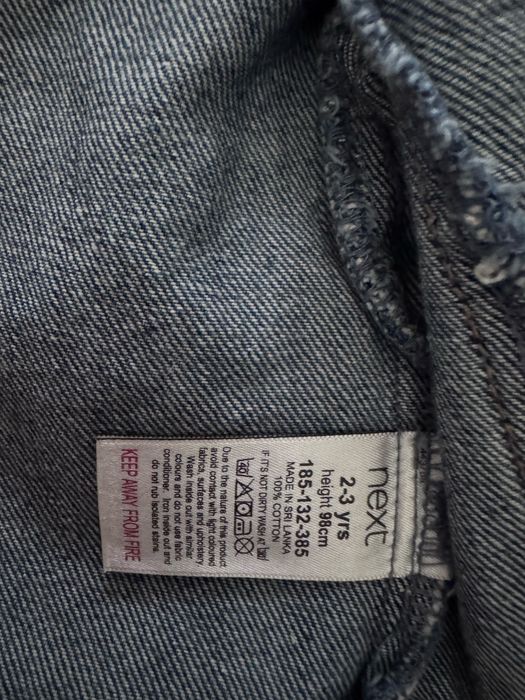 next
2-3 yrs
height 98cm
185-132-385
MADE IN SRI LANKA
100% COTTON
IF IT'S NOT DIRTY WASH AT
40
Due to the nature of this product
avoid contact with light coloured
fabrics, surfaces and upholstery
Wash inside out with similar
colours and do not use fabric
conditioner. Iron inside out and
do not rub isolated stains.
KEEP AWAY FROM FIRE